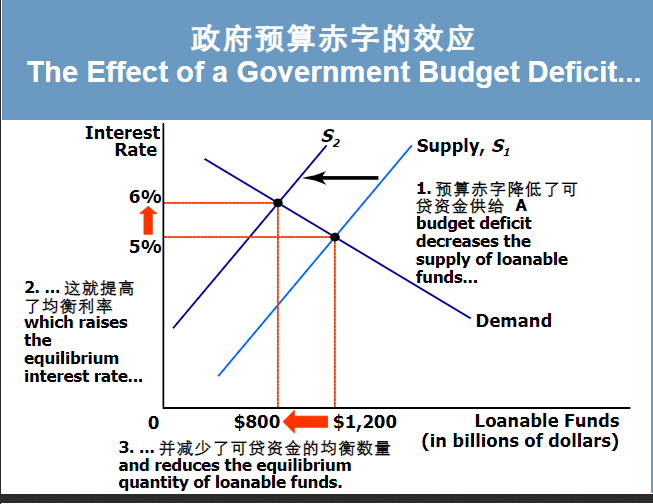 政府预算赤字的效应
The Effect of a Government Budget Deficit...
Interest
Rate
S2
Supply, S1
1. 预算赤字降低了可
贷资金供给 A
budget deficit
decreases the
supply of loanable
funds...
6%
5%
2. ... 这就提高
了均衡利率
which raises
the
equilibrium
interest rate...
Demand
0
$800
$1,200
Loanable Funds
(in billions of dollars)
3. ... 并减少了可贷资金的均衡数量
and reduces the equilibrium
quantity of loanable funds.